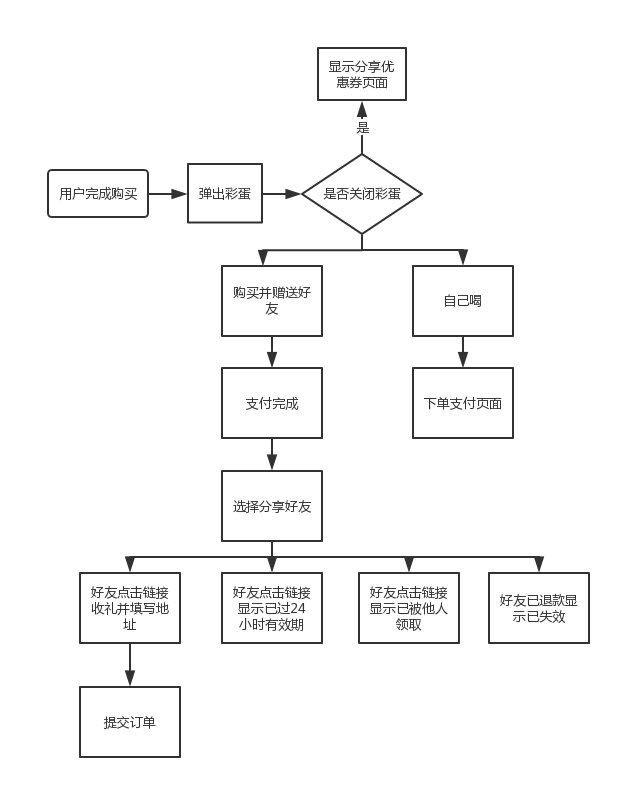 显示分享优
惠券页面
是
用户完成购买
弹出彩蛋
是否关闭彩蛋
购买并赠送好
友
自己喝
支付完成
下单支付页面
选择分享好友
好友点击链接
收礼并填写地
址
好友点击链接
显示已过24
小时有效期
好友点击链接
显示已被他人
领取
好友已退款显
示已失效
提交订单